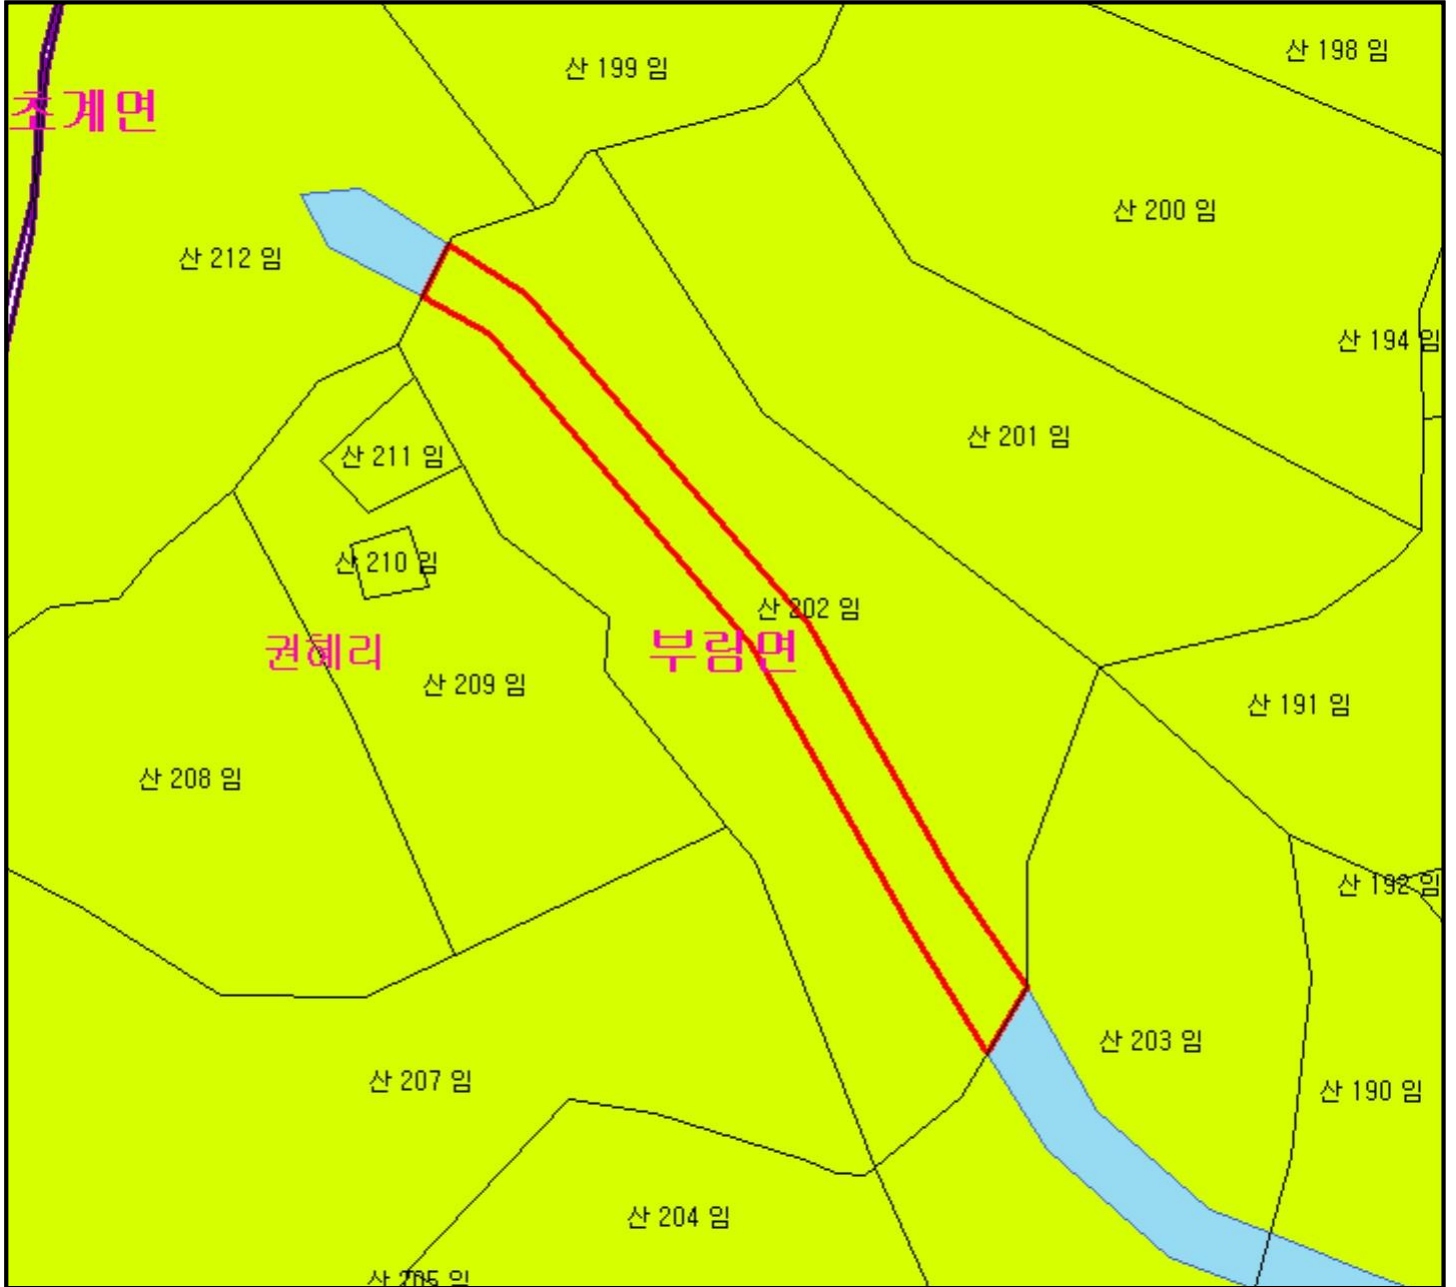 산 198 임
산 199 임
초계면
산 200 임
산 212 임
산 194 임
산 201 임
산 211 임
산 210 임
산 202 임
권혜리
부림면
산 209 임
산 191 임
산 208 임
산 192 임
산 203 임
산 207 임
산 190 임
산 204 임
산 205 임